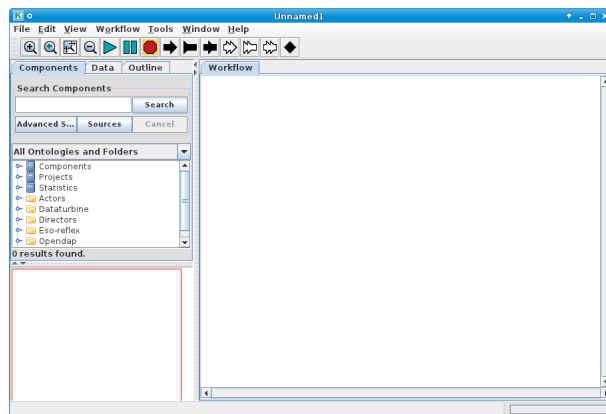 Unnamed1
File Edit View Workflow Tools Window Help
Components Data Outline
Workflow
Search Components
Search
Advanced S... Sources Cancel
All Ontologies and Folders
Components
Projects
Statistics
Actors
Dataturbine
Directors
Eso-reflex
Opendap
0 results found.